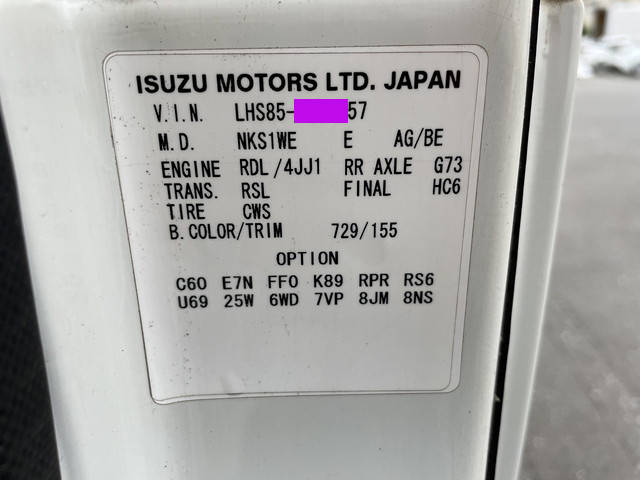 ISUZU MOTORS LTD. JAPAN
V.I.N. LHS85- 57
M.D. NKS1WE E AG/BE
ENGINE RDL/4JJ1 RR AXLE G73
TRANS. RSL FINAL HC6
TIRE CWS
B.COLOR/TRIM 729/155
OPTION
C60 E7N FF0 K89 RPR RS6
U69 25W 6WD 7VP 8JM 8NS